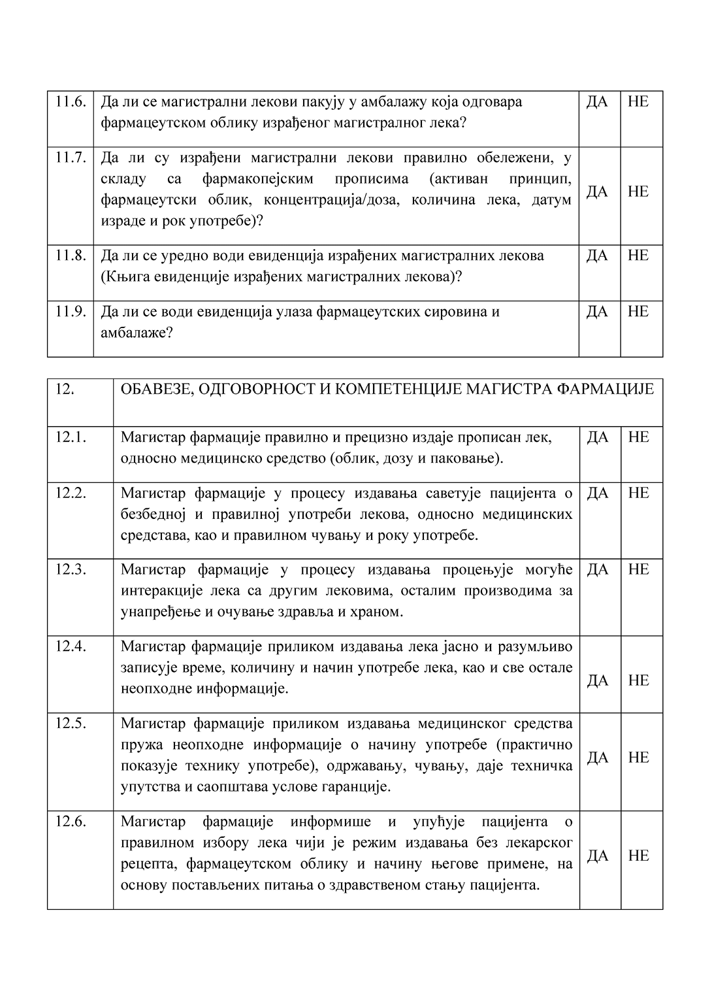 11.6. Да ли се магистрални лекови пакују у амбалажу која одговара ДА НЕ
фармацеутском облику израђеног магистралног лека?
11.7. Да ли су израђени магистрални лекови правилно обележени, у
складу са фармакопејским прописима (активан принцип,
фармацеутски облик, концентрација/доза, количина лека, датум ДА НЕ
израде и рок употребе)?
11.8. Да ли се уредно води евиденција израђених магистралних лекова ДА НЕ
(Књига евиденције израђених магистралних лекова)?
11.9. Да ли се води евиденција улаза фармацеутских сировина и ДА НЕ
амбалаже?
12. ОБАВЕЗЕ, ОДГОВОРНОСТ И КОМПЕТЕНЦИЈЕ МАГИСТРА ФАРМАЦИЈЕ
12.1. Магистар фармације правилно и прецизно издаје прописан лек, ДА НЕ
односно медицинско средство (облик, дозу и паковање).
12.2. Магистар фармације у процесу издавања саветује пацијента о ДА НЕ
безбедној и правилној употреби лекова, односно медицинских
средстава, као и правилном чувању и року употребе.
12.3. Магистар фармације у процесу издавања процењује могуће ДА НЕ
интеракције лека са другим лековима, осталим производима за
унапређење и очување здравља и храном.
12.4. Магистар фармације приликом издавања лека јасно и разумљиво
записује време, количину и начин употребе лека, као и све остале
неопходне информације. ДА НЕ
12.5. Магистар фармације приликом издавања медицинског средства
пружа неопходне информације о начину употребе (практично
показује технику употребе), одржавању, чувању, даје техничка ДА НЕ
упутства и саопштава услове гаранције.
12.6. Магистар фармације информише и упућује пацијента о
правилном избору лека чији је режим издавања без лекарског
рецепта, фармацеутском облику и начину његове примене, на ДА НЕ
основу постављених питања о здравственом стању пацијента.